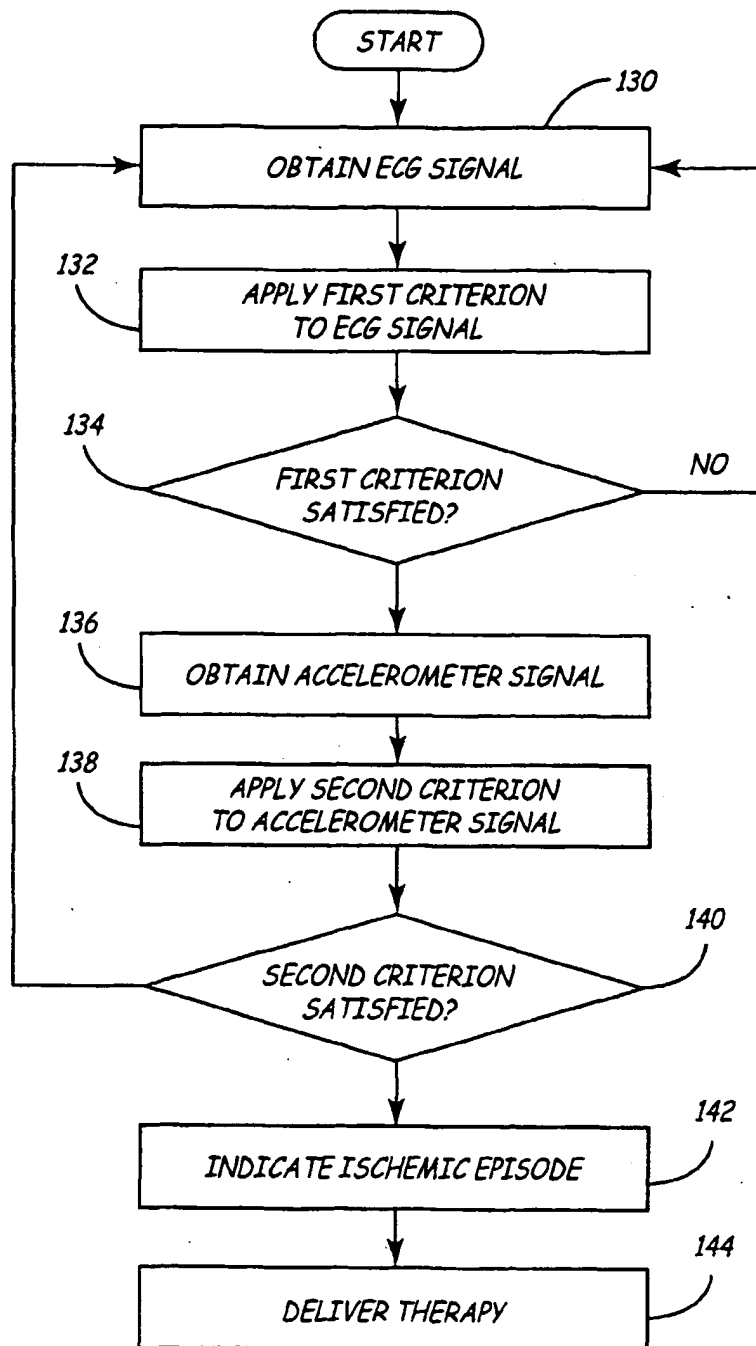 START
130
OBTAIN ECG SIGNAL
132
APPLY FIRST CRITERION
TO ECG SIGNAL
134
FIRST CRITERION
SATISFIED?
NO
136
OBTAIN ACCELEROMETER SIGNAL
138
APPLY SECOND CRITERION
TO ACCELEROMETER SIGNAL
140
SECOND CRITERION
SATISFIED?
142
INDICATE ISCHEMIC EPISODE
144
DELIVER THERAPY